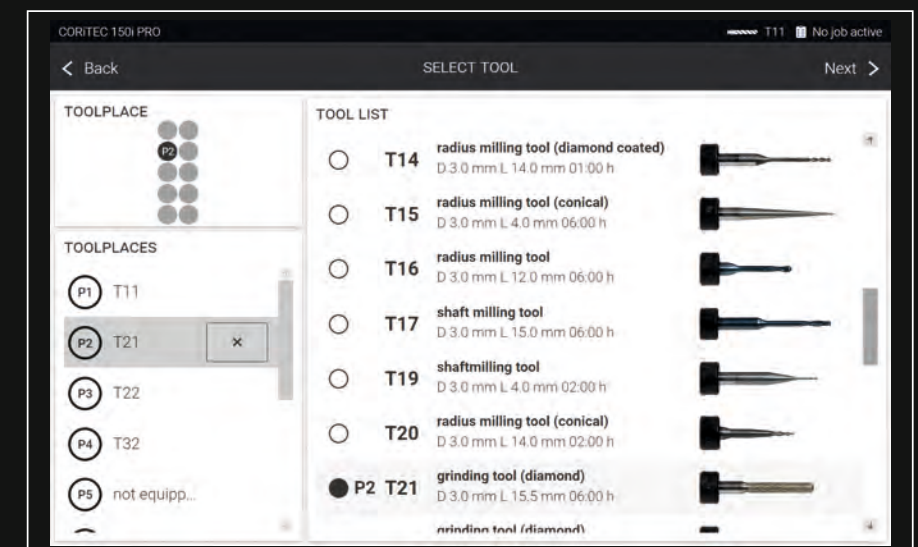 CORiTEC 150i PRO
T11 No job active
Back
SELECT TOOL
Next
TOOLPLACE
P2
TOOLPLACES
P1 T11
P2 T21 ×
P3 T22
P4 T32
P5 not equipp...
TOOL LIST
T14 radius milling tool (diamond coated)
D 3.0 mm L 14.0 mm 01:00 h
T15 radius milling tool (conical)
D 3.0 mm L 4.0 mm 06:00 h
T16 radius milling tool
D 3.0 mm L 12.0 mm 06:00 h
T17 shaft milling tool
D 3.0 mm L 15.0 mm 06:00 h
T19 shaftmilling tool
D 3.0 mm L 4.0 mm 02:00 h
T20 radius milling tool (conical)
D 3.0 mm L 14.0 mm 02:00 h
P2 T21 grinding tool (diamond)
D 3.0 mm L 15.5 mm 06:00 h
grinding tool (diamond)